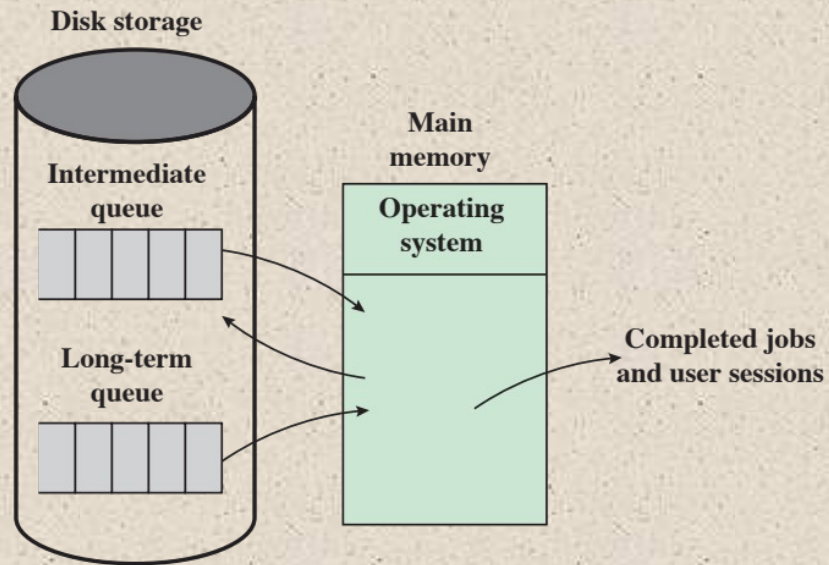 Disk storage
Intermediate
queue
Long-term
queue
Main
memory
Operating
system
Completed jobs
and user sessions